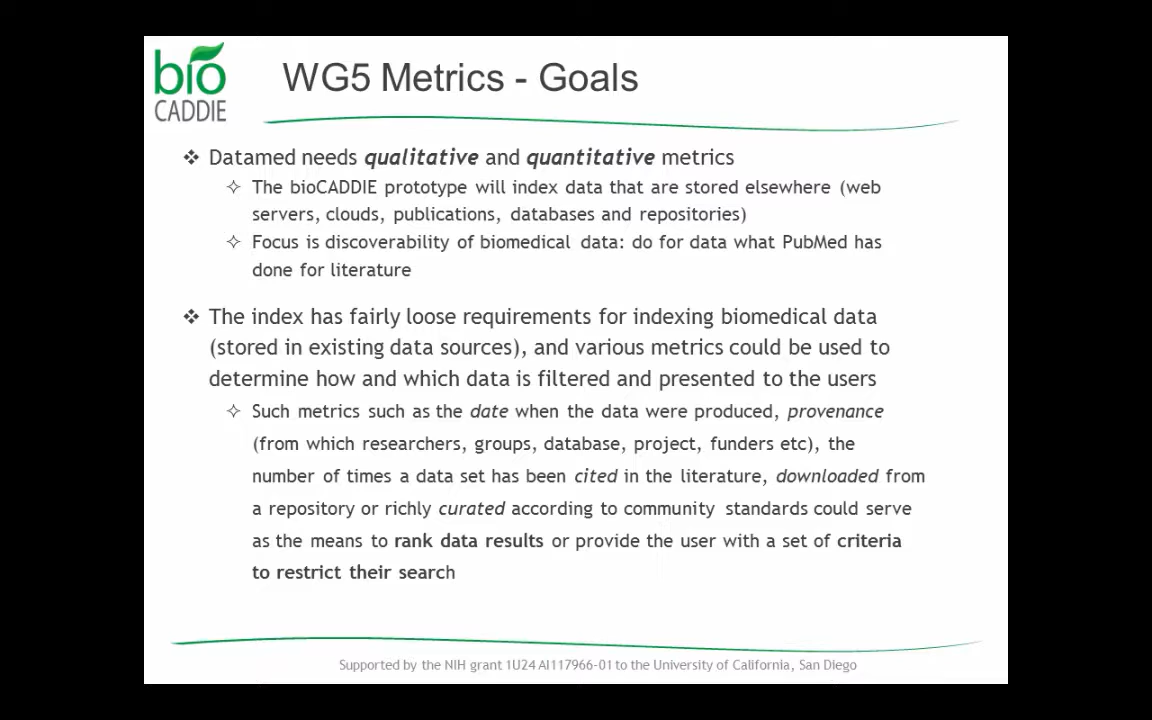 bio
CADDIE
WG5 Metrics - Goals
❖ Datamed needs qualitative and quantitative metrics
✧ The bioCADDIE prototype will index data that are stored elsewhere (web
servers, clouds, publications, databases and repositories)
✧ Focus is discoverability of biomedical data: do for data what PubMed has
done for literature
❖ The index has fairly loose requirements for indexing biomedical data
(stored in existing data sources), and various metrics could be used to
determine how and which data is filtered and presented to the users
✧ Such metrics such as the date when the data were produced, provenance
(from which researchers, groups, database, project, funders etc), the
number of times a data set has been cited in the literature, downloaded from
a repository or richly curated according to community standards could serve
as the means to rank data results or provide the user with a set of criteria
to restrict their search
Supported by the NIH grant 1U24 AI117966-01 to the University of California, San Diego